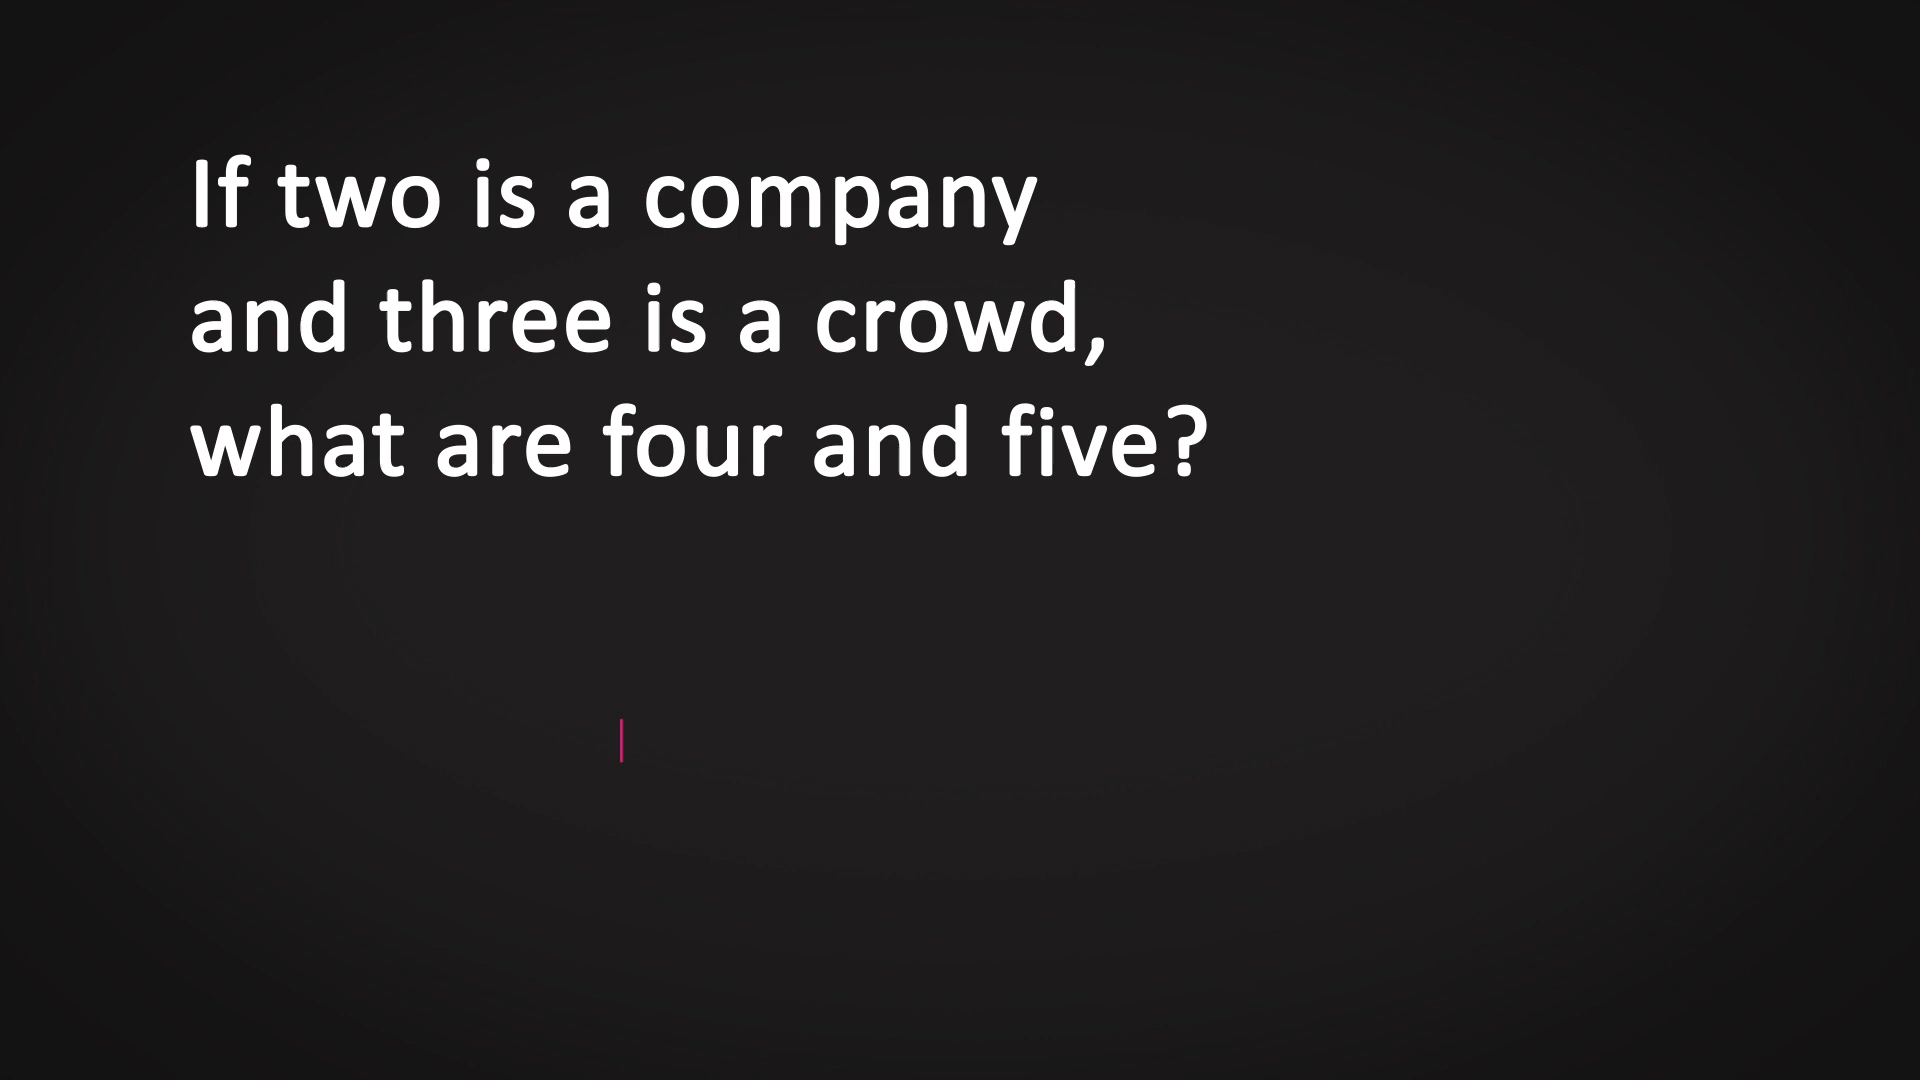 If two is a company
and three is a crowd,
what are four and five?